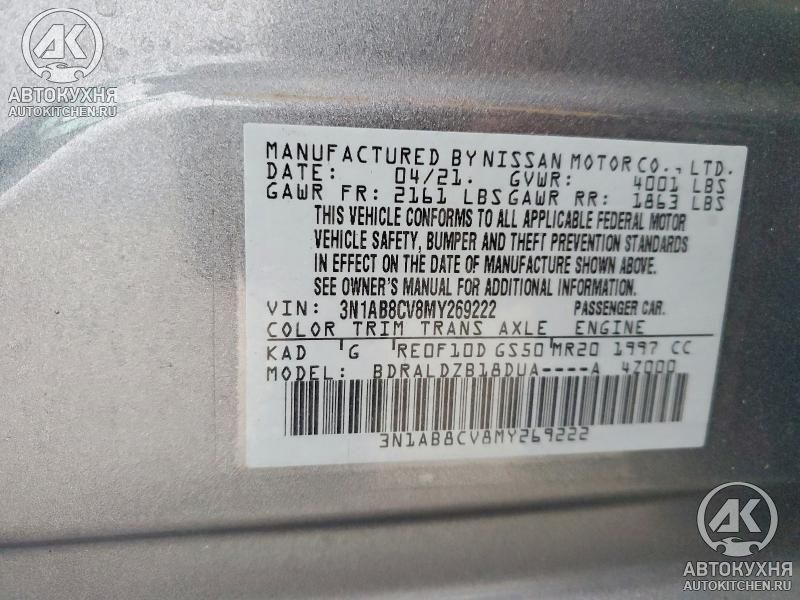 AK
АВТОКУХНЯ
AUTOKITCHEN.RU
MANUFACTURED BY NISSAN MOTOR CO., LTD.
DATE: 04/21. GVWR: 4001 LBS
GAWR FR: 2161 LBS GAWR RR: 1863 LBS
THIS VEHICLE CONFORMS TO ALL APPLICABLE FEDERAL MOTOR
VEHICLE SAFETY, BUMPER AND THEFT PREVENTION STANDARDS
IN EFFECT ON THE DATE OF MANUFACTURE SHOWN ABOVE.
SEE OWNER'S MANUAL FOR ADDITIONAL INFORMATION.
VIN: 3N1AB8CV8MY269222 PASSENGER CAR.
COLOR TRIM TRANS AXLE ENGINE
KAD G RE0F10D GS50 MR20 1997 CC
MODEL: BDRALDZB18DUA----A 4Z000
3N1AB8CV8MY269222
AK
АВТОКУХНЯ
AUTOKITCHEN.RU